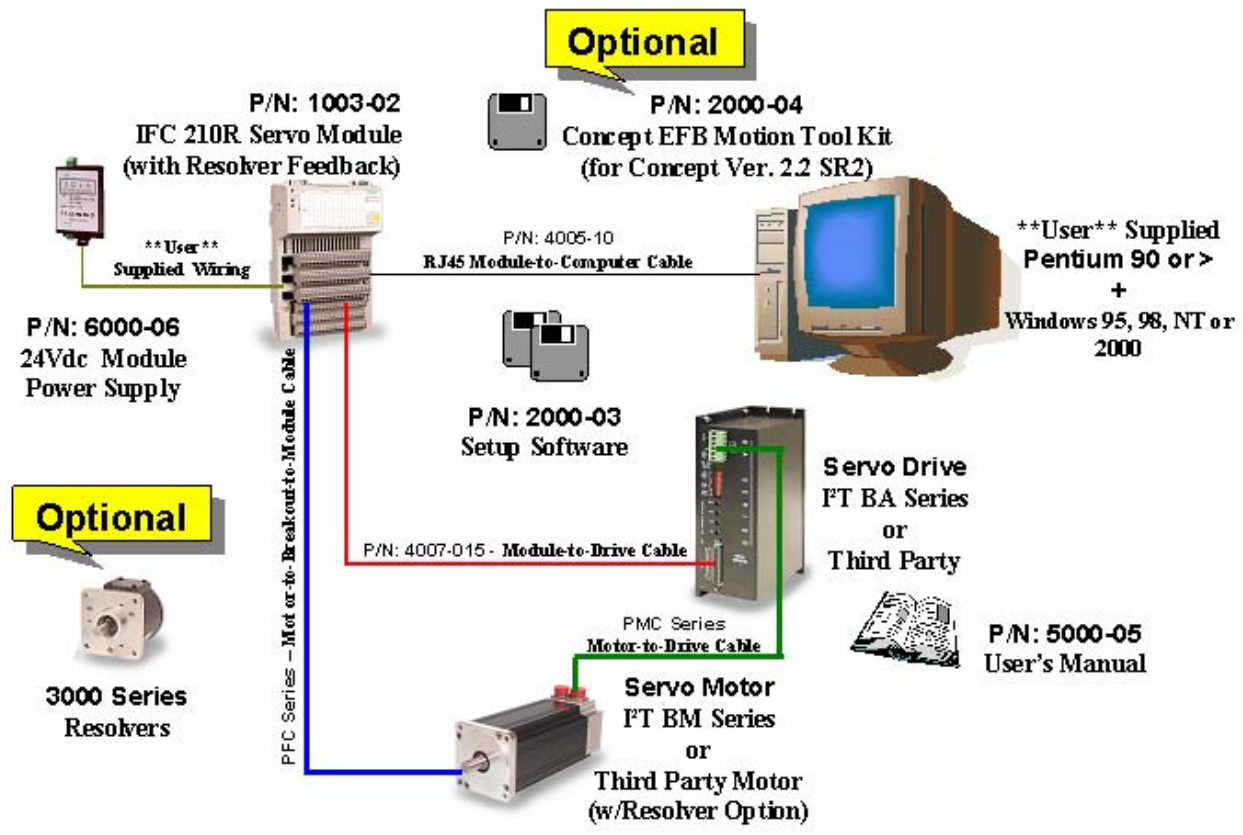 Optional
P/N: 1003-02
IFC 210R Servo Module
(with Resolver Feedback)
P/N: 2000-04
Concept EFB Motion Tool Kit
(for Concept Ver. 2.2 SR2)
**User**
Supplied Wiring
P/N: 4005-10
RJ45 Module-to-Computer Cable
**User** Supplied
Pentium 90 or >
+
Windows 95, 98, NT or
2000
P/N: 6000-06
24Vdc Module
Power Supply
P/N: 2000-03
Setup Software
Servo Drive
I²T BA Series
or
Third Party
Optional
P/N: 4007-015 - Module-to-Drive Cable
PFC Series – Motor-to-Breakout-to-Module Cable
PMC Series
Motor-to-Drive Cable
P/N: 5000-05
User's Manual
3000 Series
Resolvers
Servo Motor
I²T BM Series
or
Third Party Motor
(w/Resolver Option)